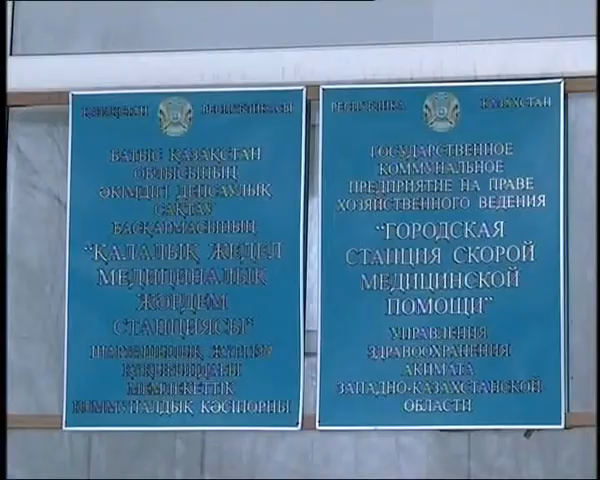 ҚАЗАҚСТАН РЕСПУБЛИКАСЫ
БАТЫС ҚАЗАҚСТАН
ОБЛЫСЫНЫҢ
ӘКІМДІГІ ДЕНСАУЛЫҚ
САҚТАУ
БАСҚАРМАСЫНЫҢ
"ҚАЛАЛЫҚ ЖЕДЕЛ
МЕДИЦИНАЛЫҚ
ЖӘРДЕМ
СТАНЦИЯСЫ"
ШАРУАШЫЛЫҚ ЖҮРГІЗУ
ҚҰҚЫҒЫНДАҒЫ
МЕМЛЕКЕТТІК
КОММУНАЛДЫҚ КӘСІПОРНЫ
РЕСПУБЛИКА КАЗАХСТАН
ГОСУДАРСТВЕННОЕ
КОММУНАЛЬНОЕ
ПРЕДПРИЯТИЕ НА ПРАВЕ
ХОЗЯЙСТВЕННОГО ВЕДЕНИЯ
"ГОРОДСКАЯ
СТАНЦИЯ СКОРОЙ
МЕДИЦИНСКОЙ
ПОМОЩИ"
УПРАВЛЕНИЯ
ЗДРАВООХРАНЕНИЯ
АКИМАТА
ЗАПАДНО-КАЗАХСТАНСКОЙ
ОБЛАСТИ